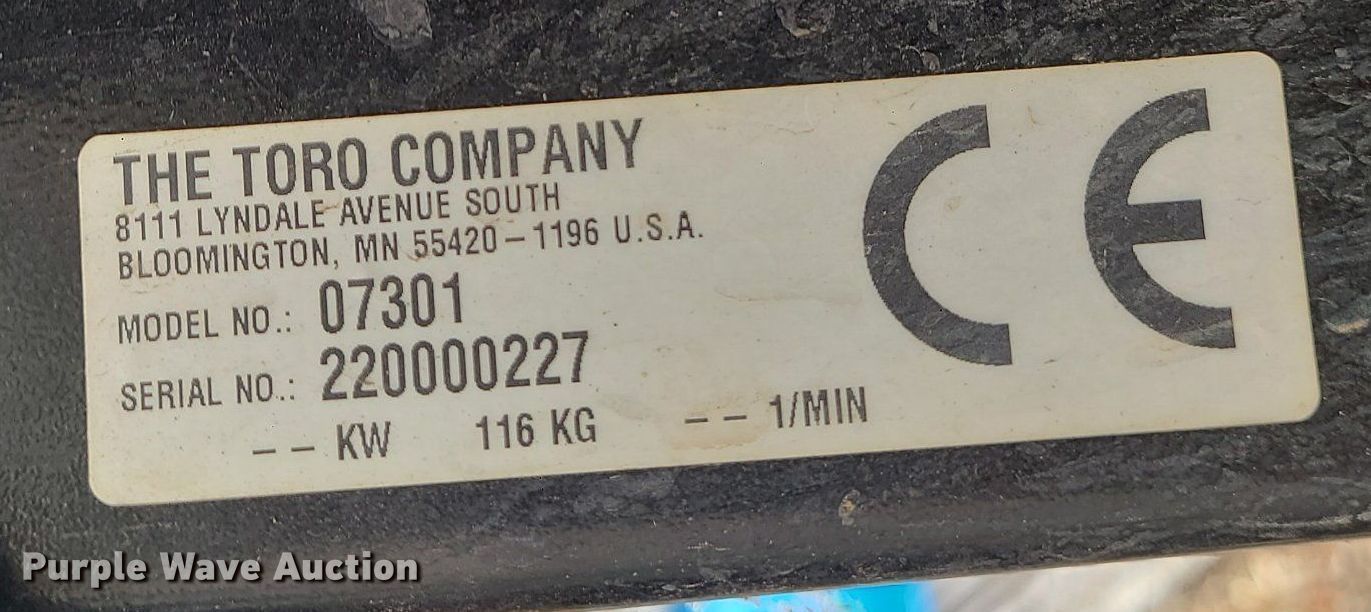 THE TORO COMPANY
8111 LYNDALE AVENUE SOUTH
BLOOMINGTON, MN 55420-1196 U.S.A.
MODEL NO.: 07301
SERIAL NO.: 220000227
-- KW 116 KG -- 1/MIN
CE
Purple Wave Auction